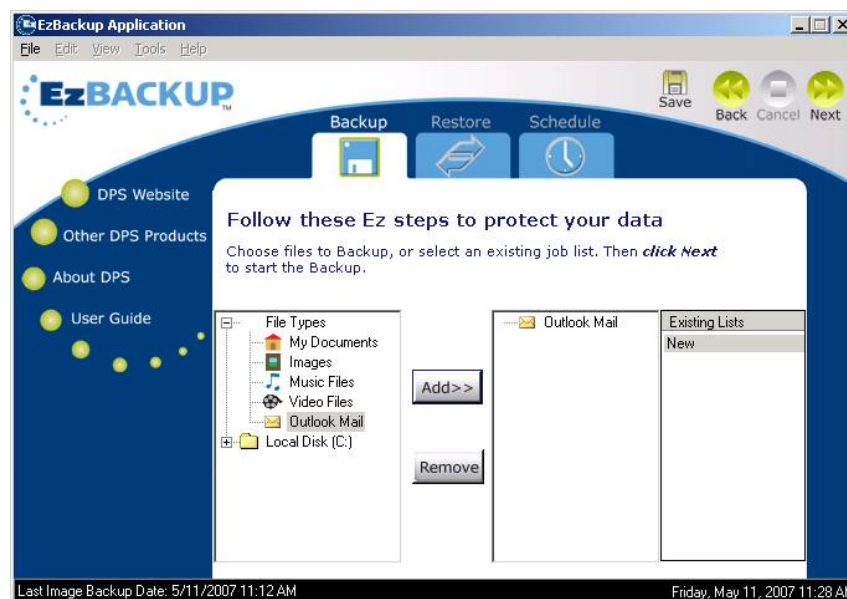 EzBackup Application
File Edit View Tools Help
EzBACKUP
TM
Save
Back Cancel Next
Backup Restore Schedule
DPS Website
Other DPS Products
About DPS
User Guide
Follow these Ez steps to protect your data
Choose files to Backup, or select an existing job list. Then click Next
to start the Backup.
File Types
My Documents
Images
Music Files
Video Files
Outlook Mail
Local Disk (C:)
Add>>
Remove
Outlook Mail
Existing Lists
New
Last Image Backup Date: 5/11/2007 11:12 AM
Friday, May 11, 2007 11:28 AM